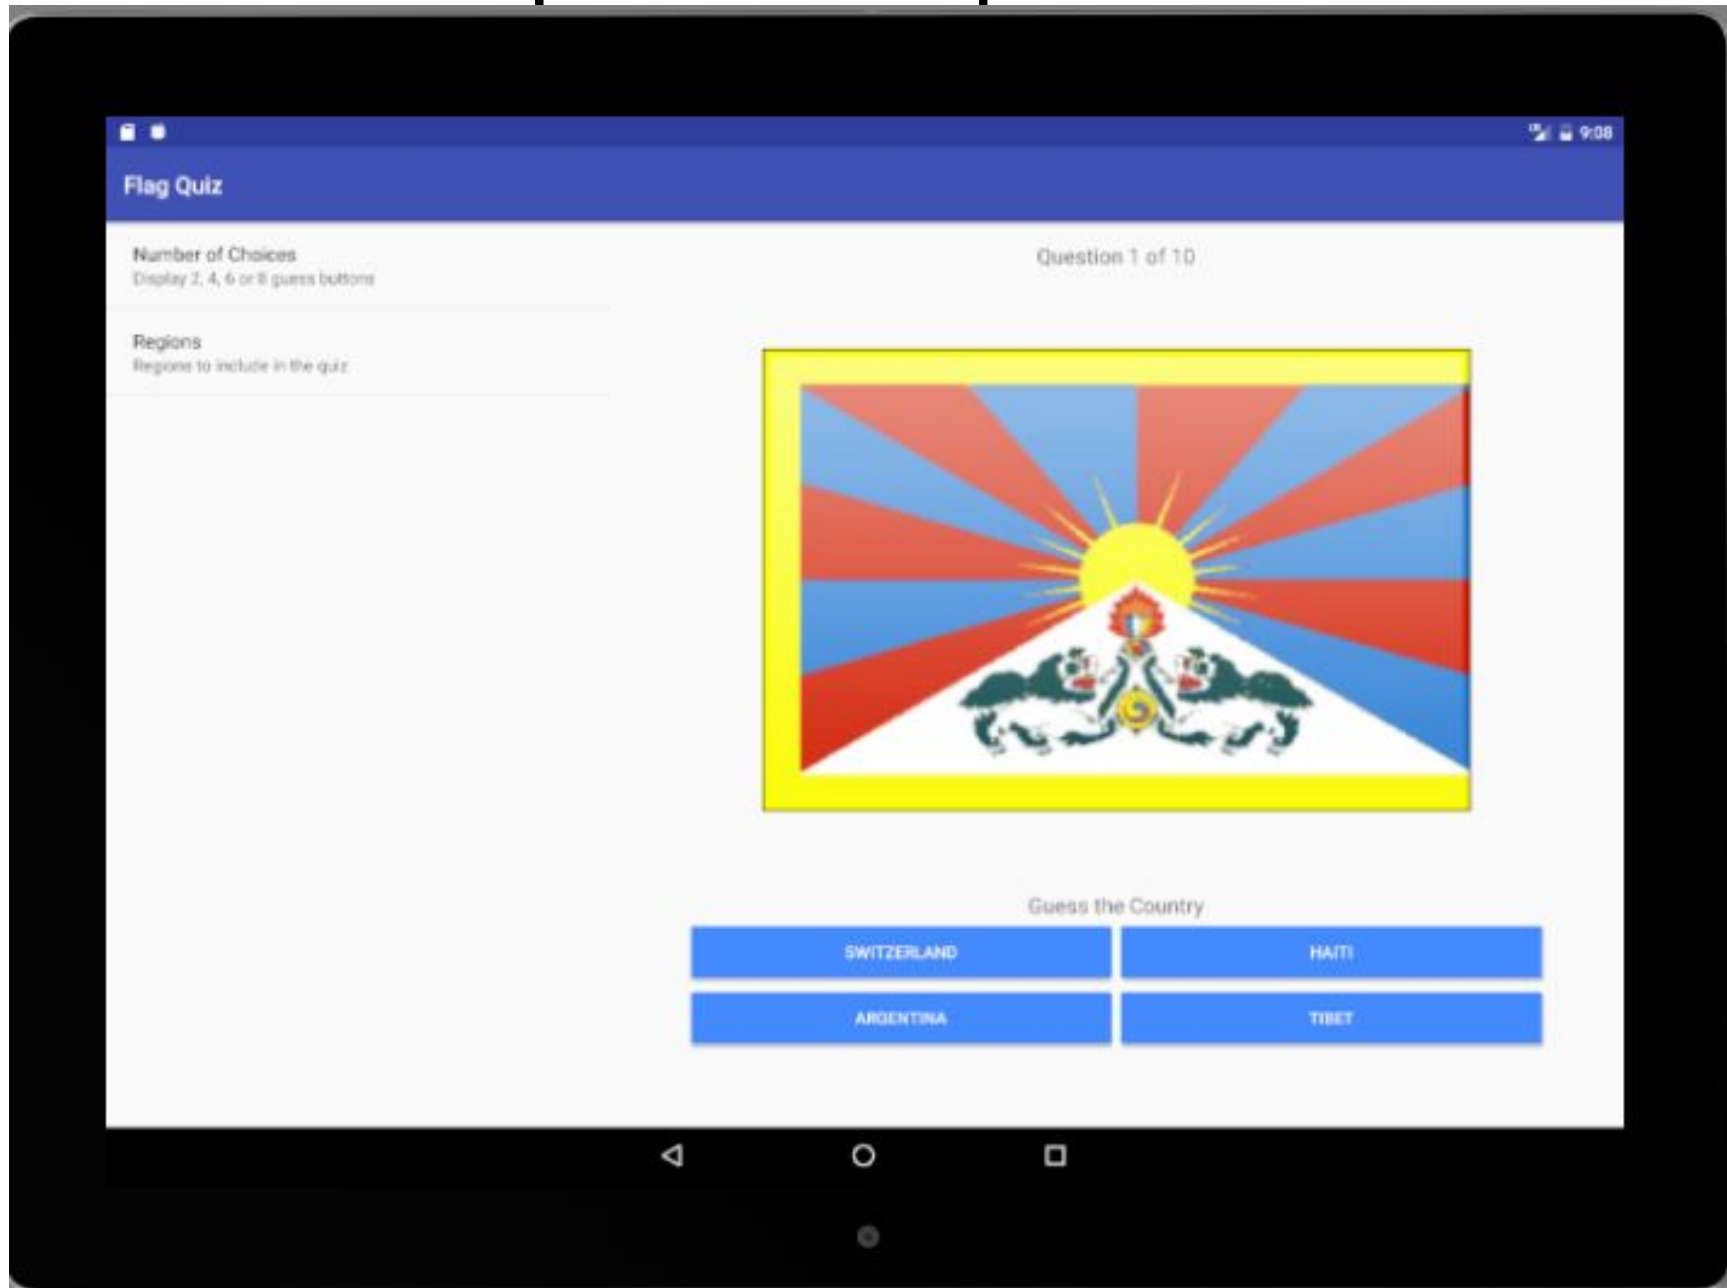 9:08
Flag Quiz
Number of Choices
Display 2, 4, 6 or 8 guess buttons
Regions
Regions to include in the quiz
Question 1 of 10
Guess the Country
SWITZERLAND
HAITI
ARGENTINA
TIBET